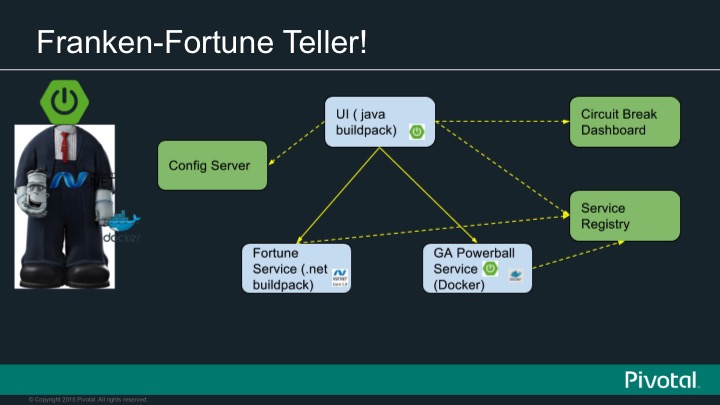 Franken-Fortune Teller!
UI ( java
buildpack)
Circuit Break
Dashboard
Config Server
.NET
docker
Service
Registry
Fortune
Service (.net
buildpack)
GA Powerball
Service
(Docker)
Pivotal
© Copyright 2015 Pivotal. All rights reserved.